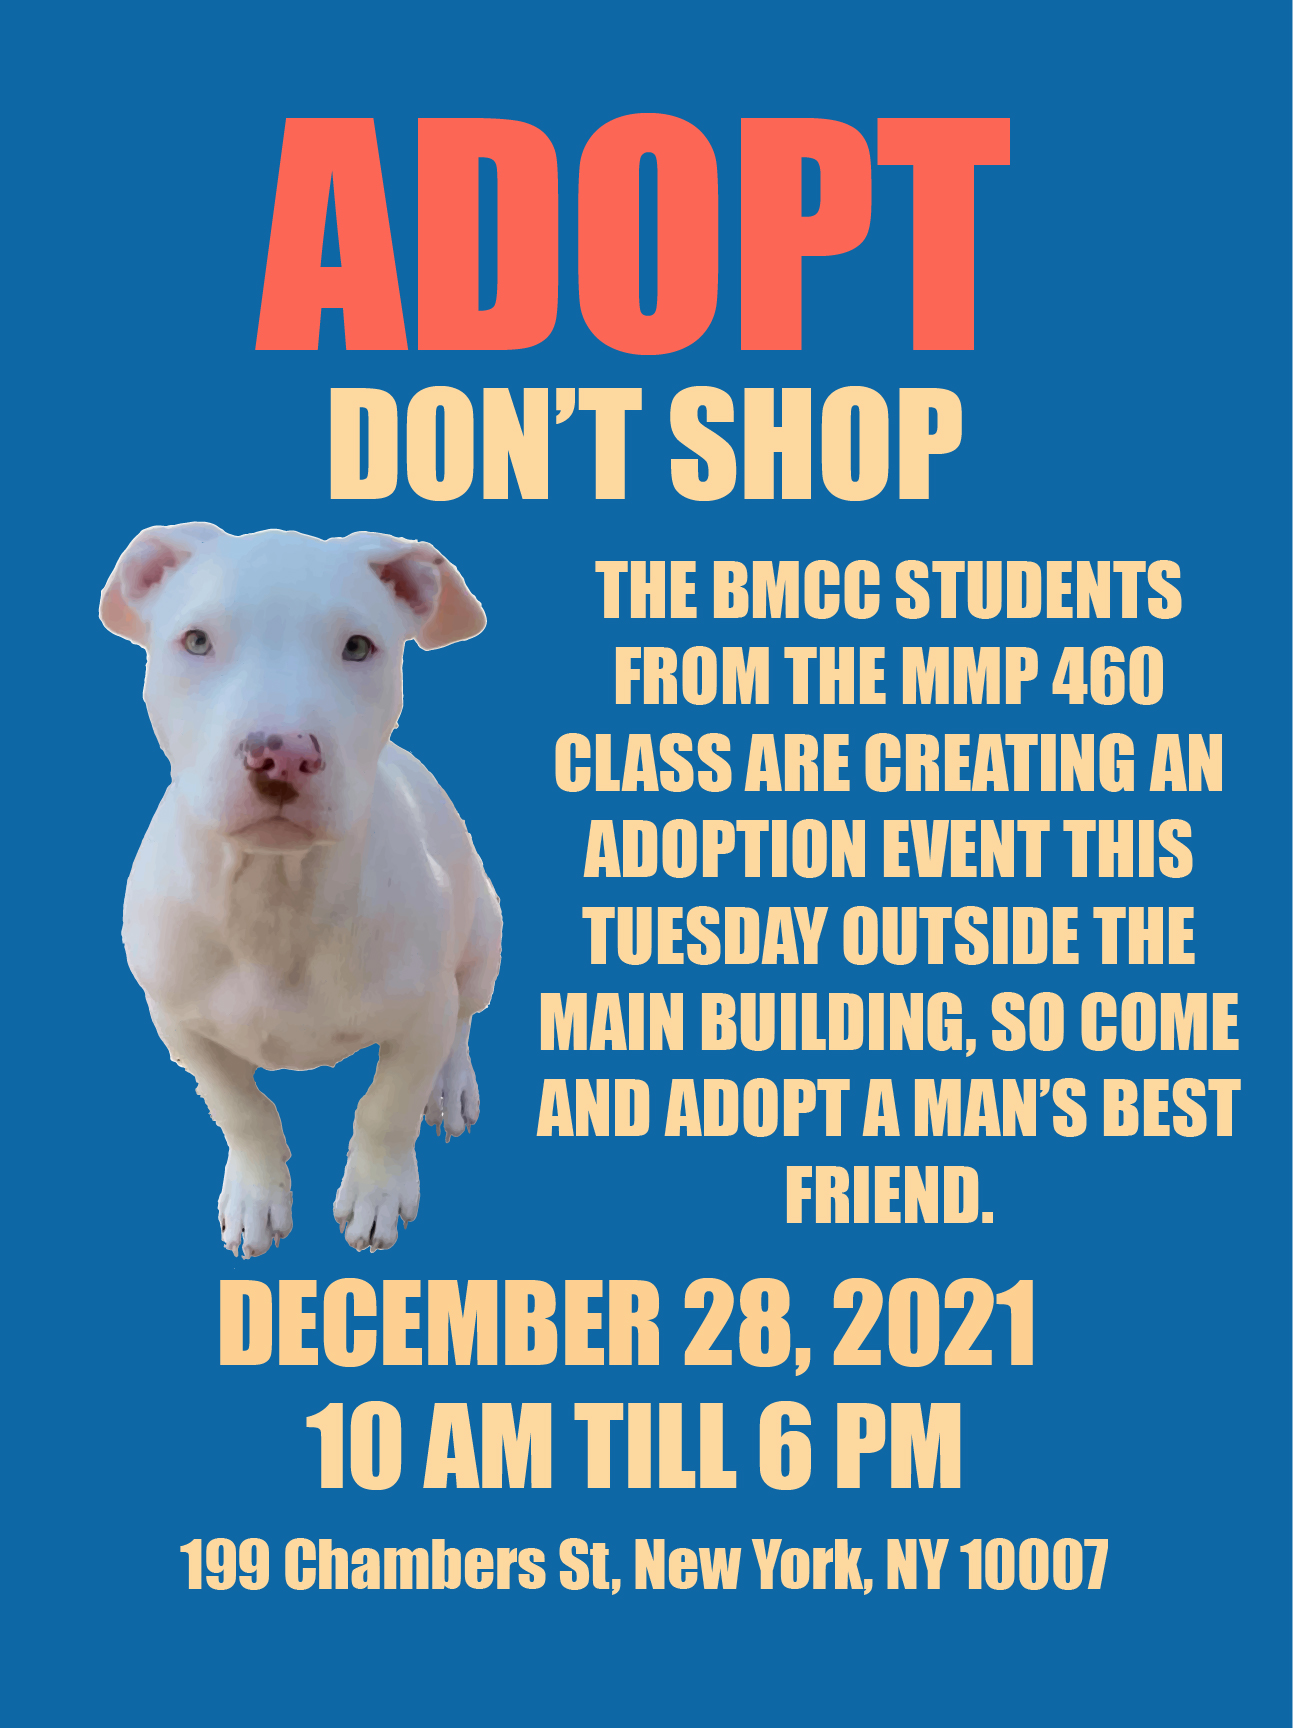 ADOPT
DON’T SHOP
THE BMCC STUDENTS
FROM THE MMP 460
CLASS ARE CREATING AN
ADOPTION EVENT THIS
TUESDAY OUTSIDE THE
MAIN BUILDING, SO COME
AND ADOPT A MAN’S BEST
FRIEND.
DECEMBER 28, 2021
10 AM TILL 6 PM
199 Chambers St, New York, NY 10007